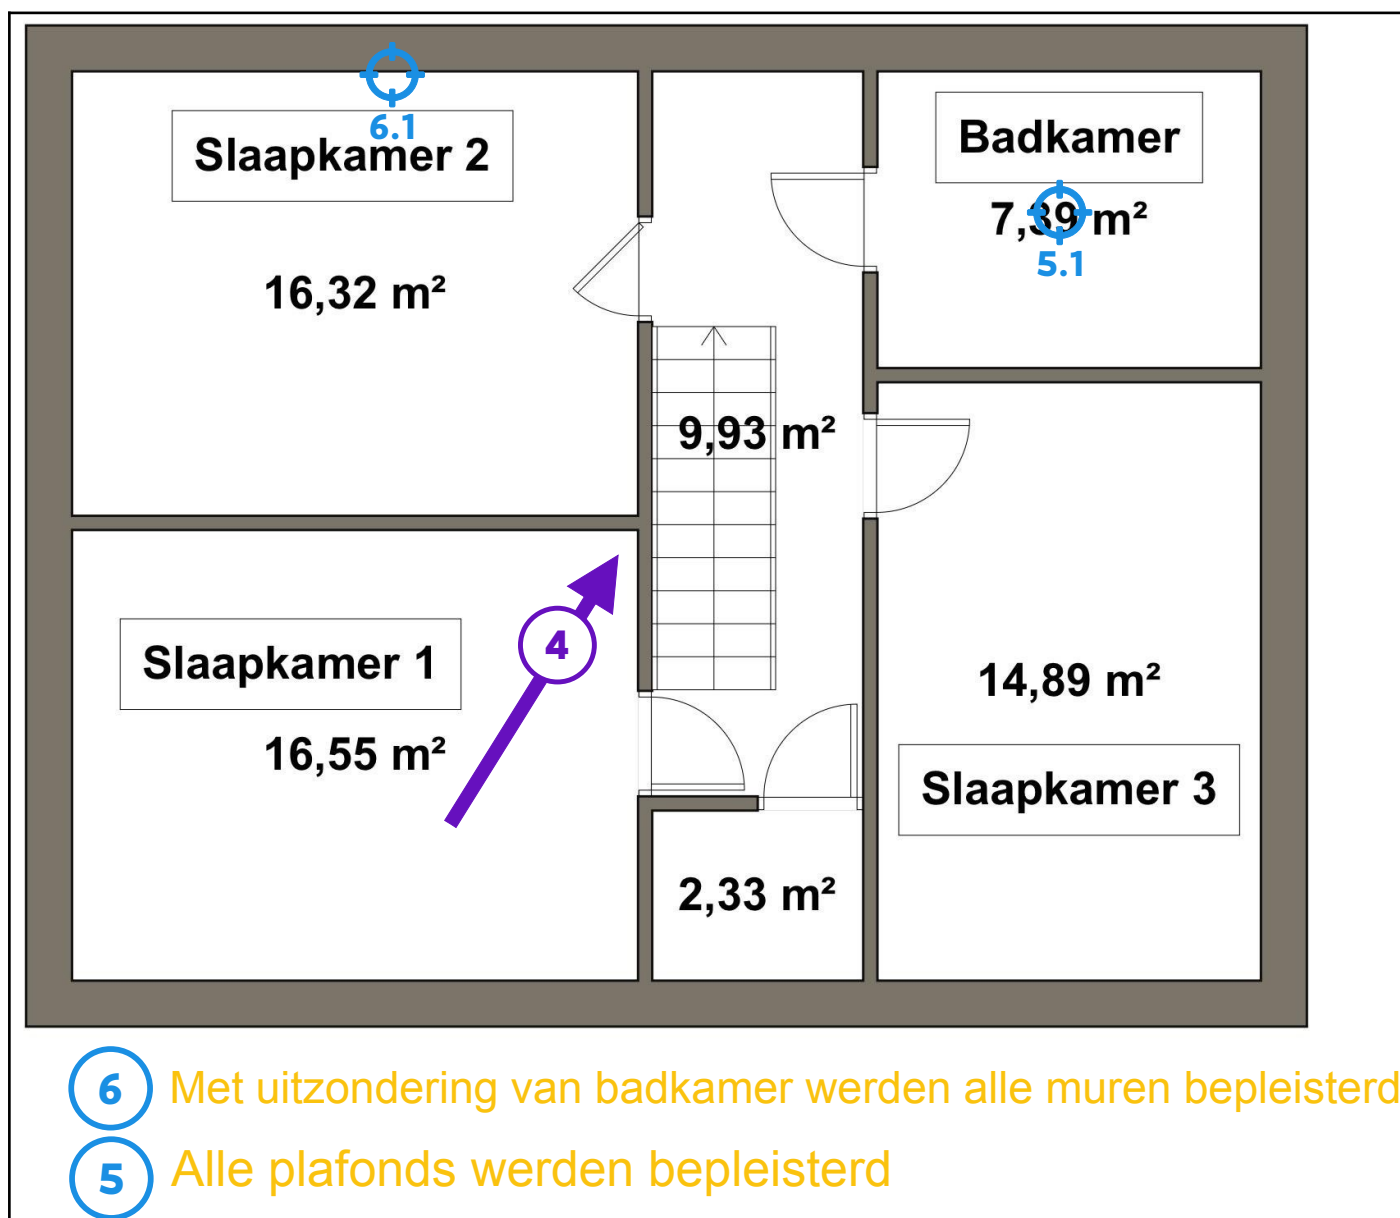 6.1
Slaapkamer 2
16,32 m²
Badkamer
7,39 m²
5.1
9,93 m²
4
Slaapkamer 1
16,55 m²
14,89 m²
Slaapkamer 3
2,33 m²
6 Met uitzondering van badkamer werden alle muren bepleisterd
5 Alle plafonds werden bepleisterd